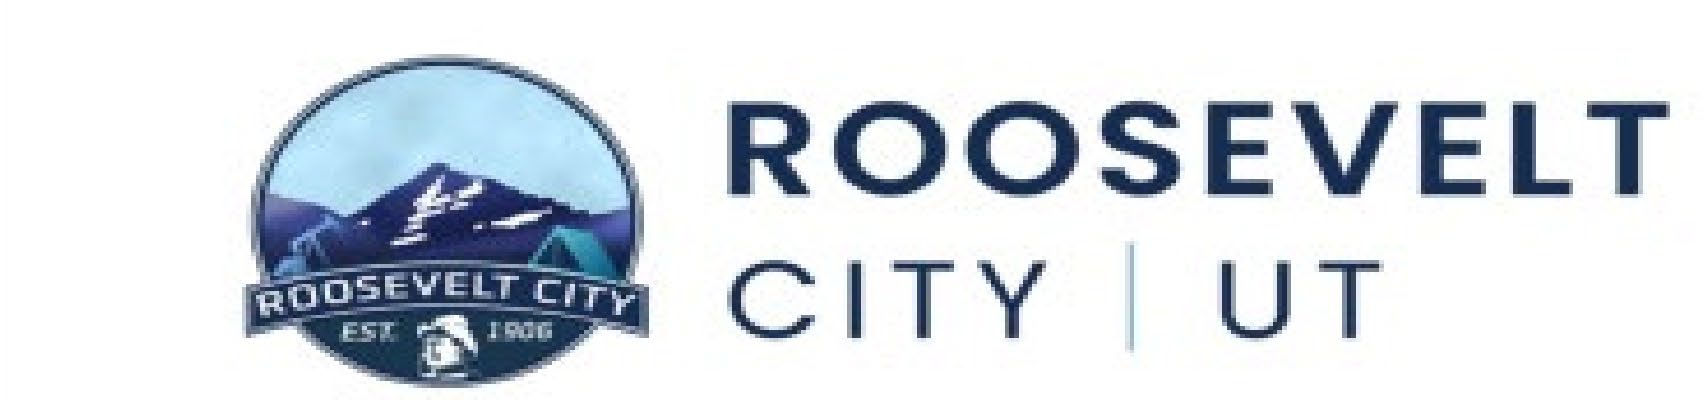 ROOSEVELT CITY
EST. 1906
ROOSEVELT
CITY | UT